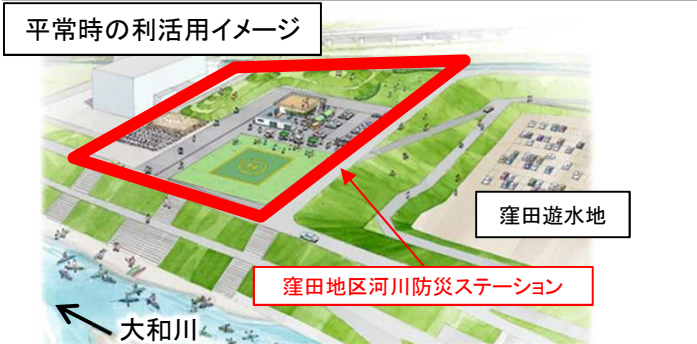 平常時の利活用イメージ
窪田遊水地
窪田地区河川防災ステーション
大和川